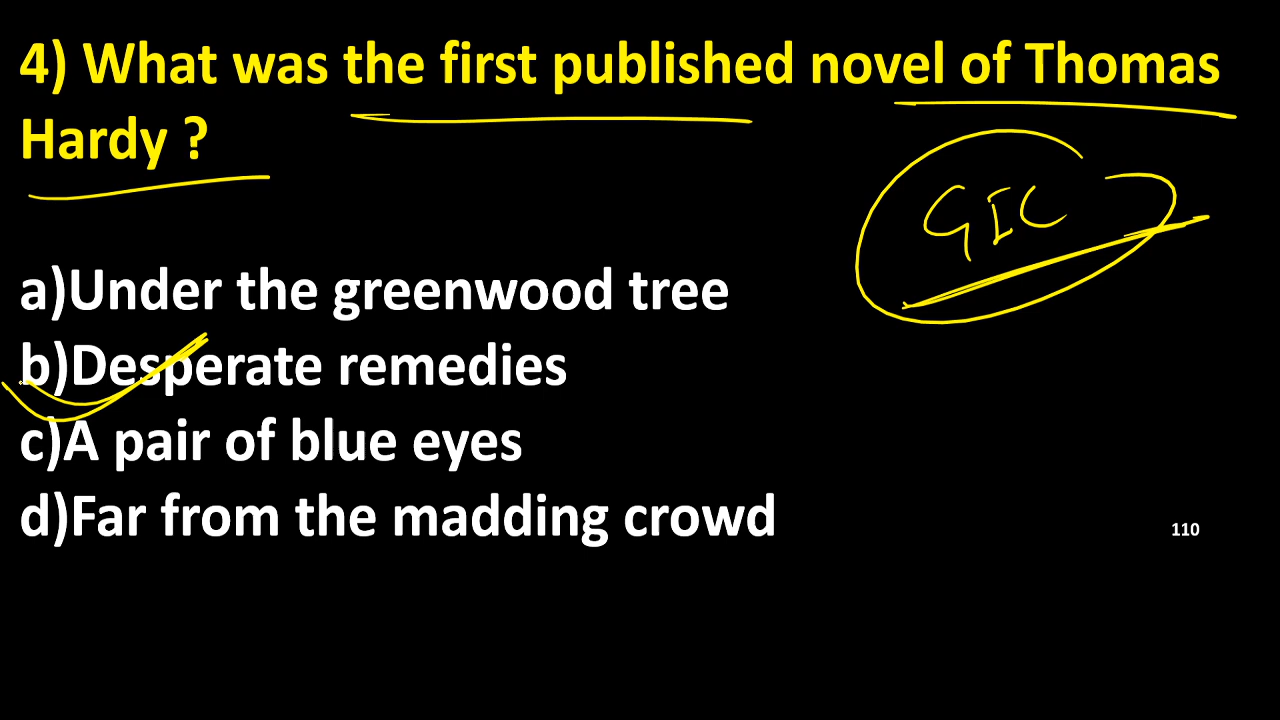 4) What was the first published novel of Thomas
Hardy ?
GIC
a)Under the greenwood tree
b)Desperate remedies
c)A pair of blue eyes
d)Far from the madding crowd
110